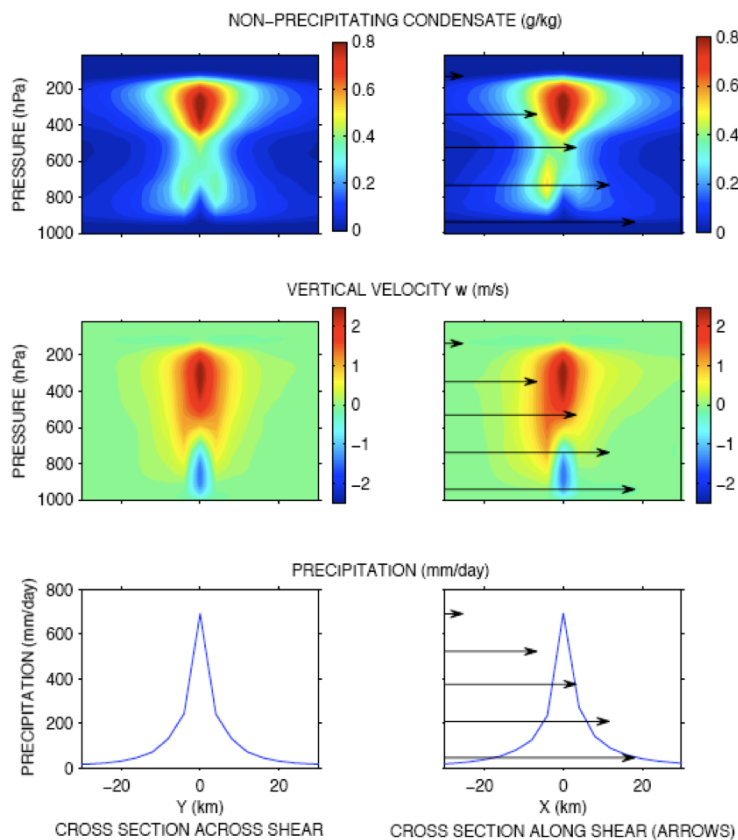 NON-PRECIPITATING CONDENSATE (g/kg)
PRESSURE (hPa)
200
400
600
800
1000
0.8
0.6
0.4
0.2
0
0.8
0.6
0.4
0.2
0
VERTICAL VELOCITY w (m/s)
PRESSURE (hPa)
200
400
600
800
1000
2
1
0
−1
−2
2
1
0
−1
−2
PRECIPITATION (mm/day)
PRECIPITATION (mm/day)
800
600
400
200
0
−20 0 20
Y (km)
CROSS SECTION ACROSS SHEAR
−20 0 20
X (km)
CROSS SECTION ALONG SHEAR (ARROWS)